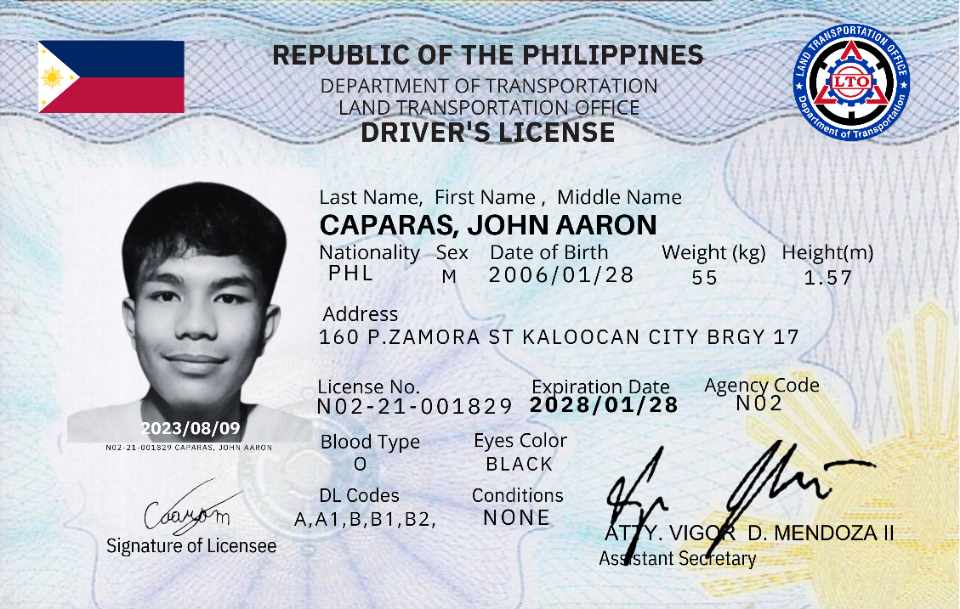 REPUBLIC OF THE PHILIPPINES
DEPARTMENT OF TRANSPORTATION
LAND TRANSPORTATION OFFICE
DRIVER'S LICENSE
LAND TRANSPORTATION OFFICE
LTO
Department of Transportation
Last Name, First Name , Middle Name
CAPARAS, JOHN AARON
Nationality Sex Date of Birth Weight (kg) Height(m)
PHL M 2006/01/28 55 1.57
Address
160 P.ZAMORA ST KALOOCAN CITY BRGY 17
License No. Expiration Date Agency Code
N02-21-001829 2028/01/28 N02
2023/08/09
N02-21-001829 CAPARAS, JOHN AARON
Blood Type Eyes Color
O BLACK
DL Codes Conditions
A,A1,B,B1,B2, NONE
Signature of Licensee
ATTY. VIGOR D. MENDOZA II
Assistant Secretary